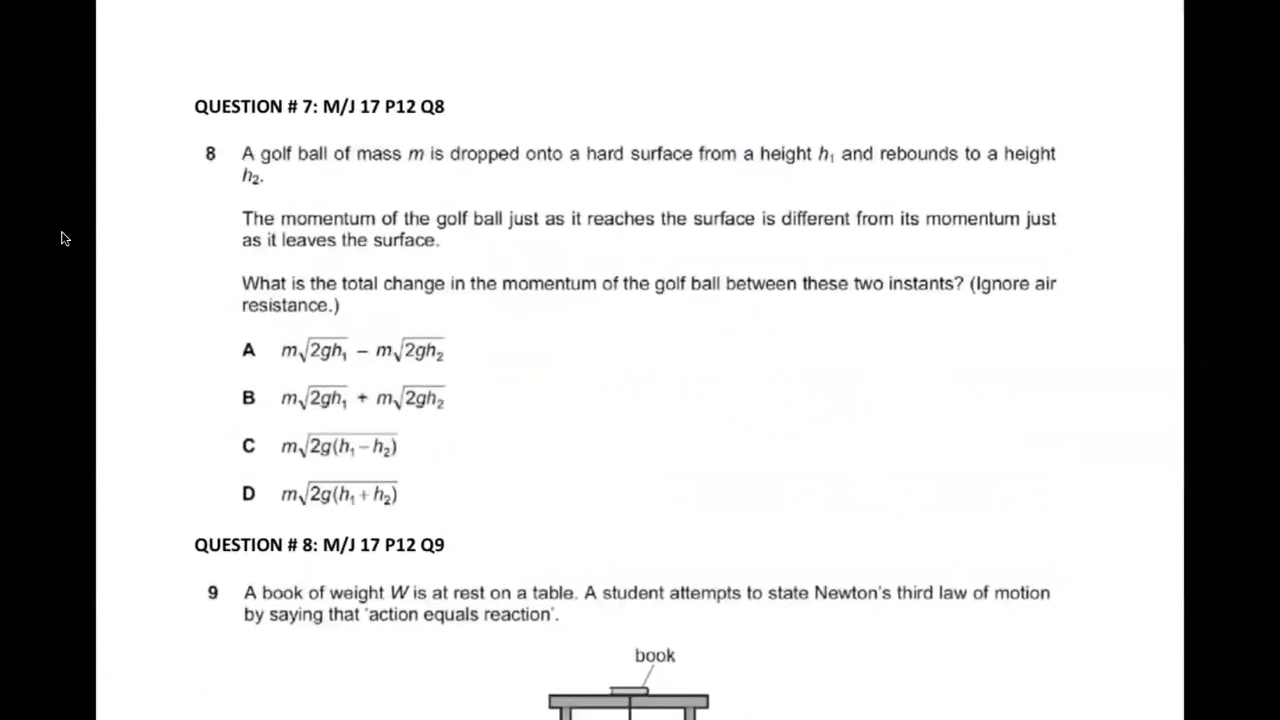 QUESTION # 7: M/J 17 P12 Q8
8 A golf ball of mass m is dropped onto a hard surface from a height h₁ and rebounds to a height
h₂.
The momentum of the golf ball just as it reaches the surface is different from its momentum just
as it leaves the surface.
What is the total change in the momentum of the golf ball between these two instants? (Ignore air
resistance.)
A m√2gh₁ – m√2gh₂
B m√2gh₁ + m√2gh₂
C m√2g(h₁ – h₂)
D m√2g(h₁ + h₂)
QUESTION # 8: M/J 17 P12 Q9
9 A book of weight W is at rest on a table. A student attempts to state Newton's third law of motion
by saying that 'action equals reaction'.
book